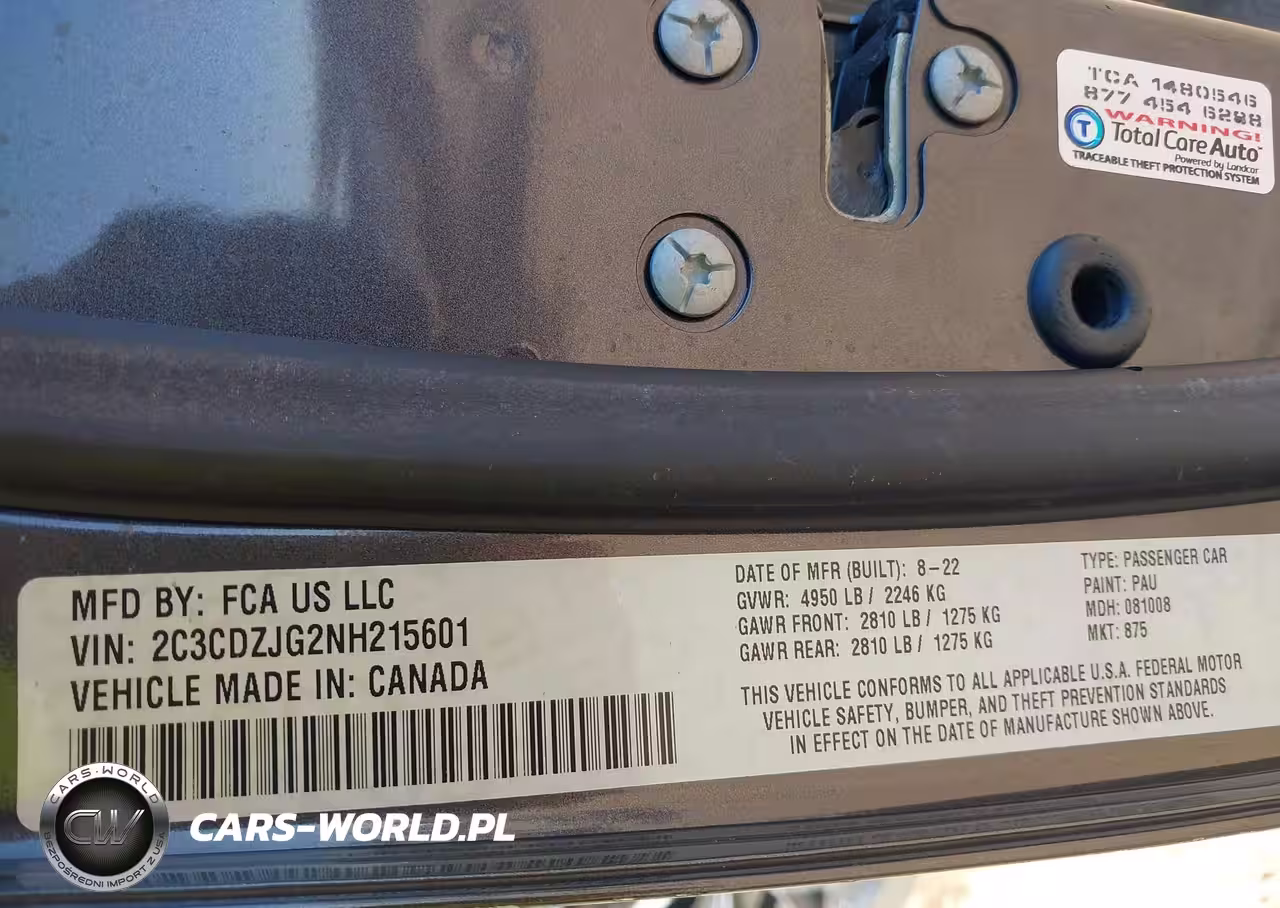 TCA 1480546
877 454 6288
WARNING!
T Total Care Auto™
Powered by Landcar
TRACEABLE THEFT PROTECTION SYSTEM
MFD BY: FCA US LLC
VIN: 2C3CDZJG2NH215601
VEHICLE MADE IN: CANADA
DATE OF MFR (BUILT): 8-22
GVWR: 4950 LB / 2246 KG
GAWR FRONT: 2810 LB / 1275 KG
GAWR REAR: 2810 LB / 1275 KG
TYPE: PASSENGER CAR
PAINT: PAU
MDH: 081008
MKT: 875
THIS VEHICLE CONFORMS TO ALL APPLICABLE U.S.A. FEDERAL MOTOR
VEHICLE SAFETY, BUMPER, AND THEFT PREVENTION STANDARDS
IN EFFECT ON THE DATE OF MANUFACTURE SHOWN ABOVE.
CARS-WORLD
CW
BEZPOŚREDNI IMPORT Z USA
CARS-WORLD.PL